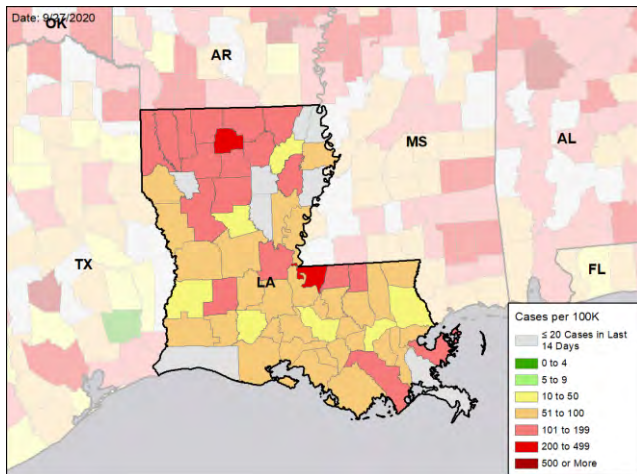 Date: 9/27/2020
OK
AR
MS
AL
TX
LA
FL
Cases per 100K
≤ 20 Cases in Last
14 Days
0 to 4
5 to 9
10 to 50
51 to 100
101 to 199
200 to 499
500 or More